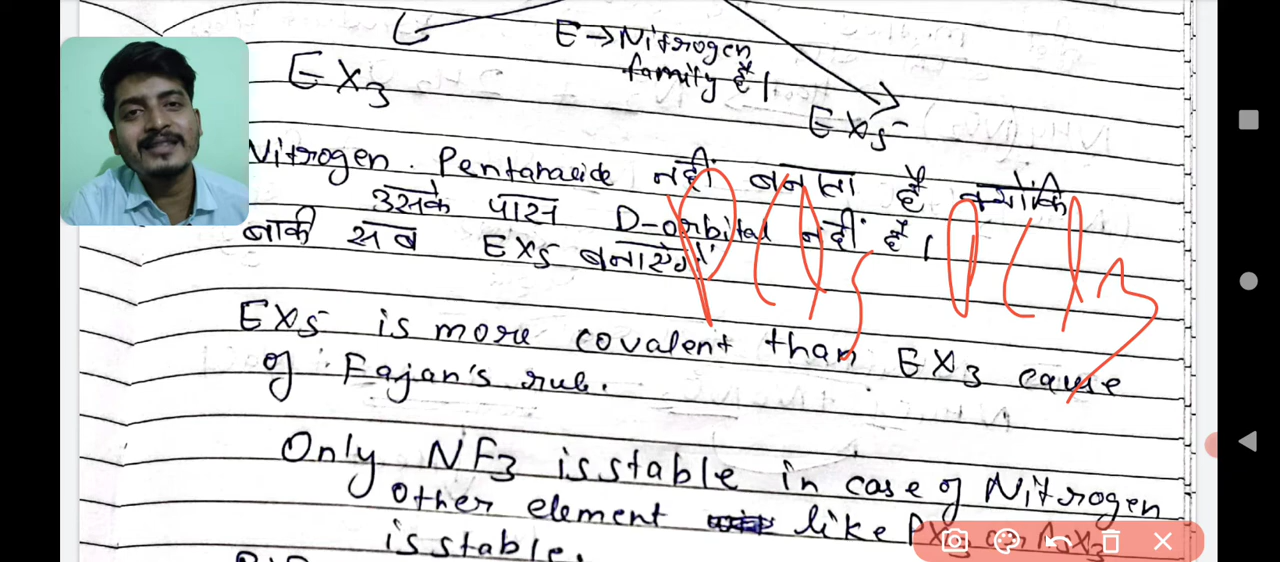 E → Nitrogen
family है।
EX3
EX5
Nitrogen. Pentahalide नहीं बनाता है क्योंकि
उसके पास D-orbital नहीं है।
बाकी सब EX5 बनाएंगे
PCl5 PCl3
EX5 is more covalent than EX3 cause
of Fajan's rule.
Only NF3 is stable in case of Nitrogen
Other element like
is stable.